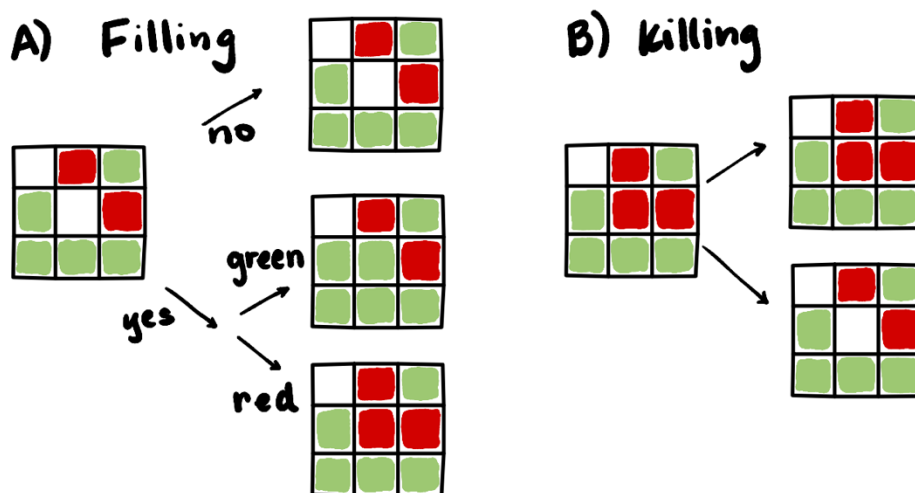 A) Filling
no
yes
green
red
B) killing